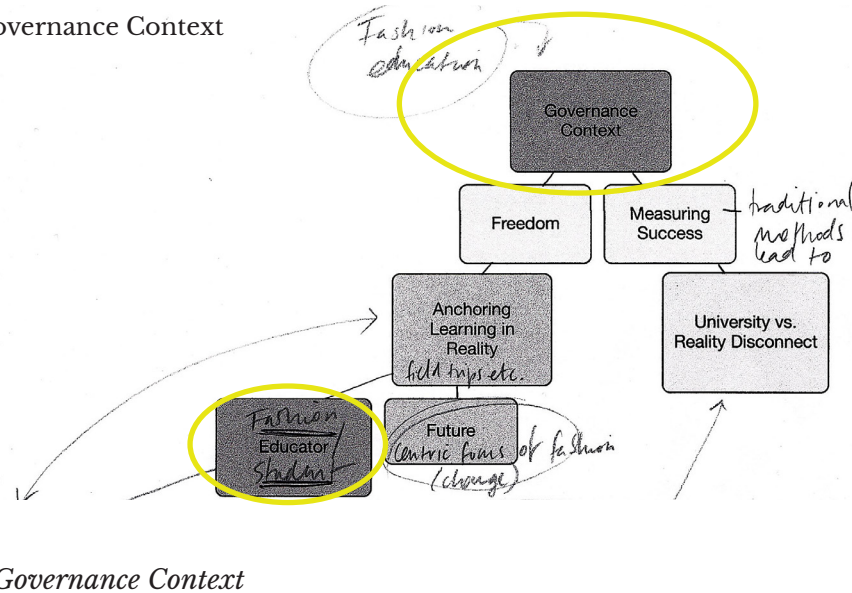 overnance Context
Fashion
education
Governance
Context
Freedom
Measuring
Success
traditional
methods
lead to
Anchoring
Learning in
Reality
field trips etc.
University vs.
Reality Disconnect
Fashion
Educator/
Student
Future
Centric focus of fashion
(change)
Governance Context